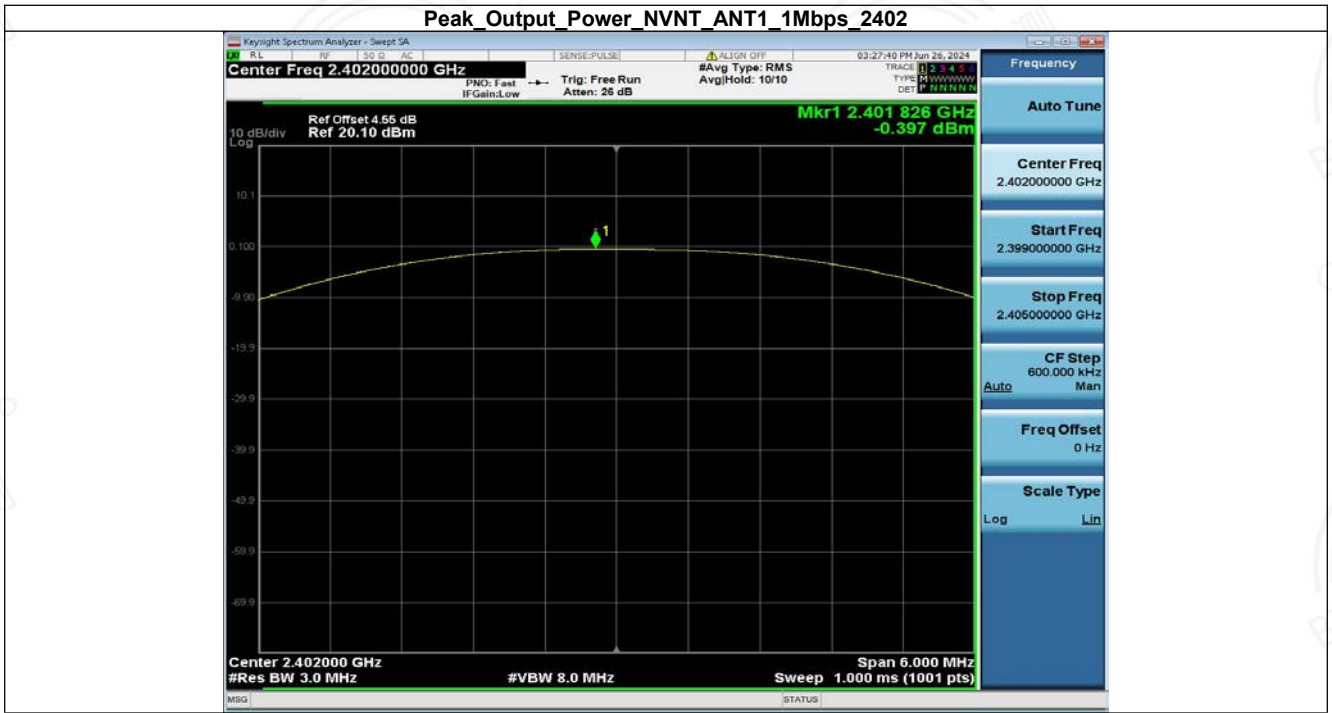 Peak_Output_Power_NVNT_ANT1_1Mbps_2402
Keysight Spectrum Analyzer - Swept SA
RL RF 50 Ω AC SENSE:PULSE ALIGN OFF 03:27:40 PM Jun 26, 2024
Center Freq 2.402000000 GHz
PNO: Fast
IFGain:Low
Trig: Free Run
Atten: 26 dB
#Avg Type: RMS
Avg|Hold: 10/10
TRACE 1 2 3 4 5 6
TYPE M WWWWW
DET P N N N N N
Ref Offset 4.55 dB
Ref 20.10 dBm
10 dB/div
Log
Mkr1 2.401 826 GHz
-0.397 dBm
10.1
0.100
-9.90
-19.9
-29.9
-39.9
-49.9
-59.9
-69.9
1
Center 2.402000 GHz
Span 6.000 MHz
#Res BW 3.0 MHz
#VBW 8.0 MHz
Sweep 1.000 ms (1001 pts)
MSG
STATUS
Frequency
Auto Tune
Center Freq
2.402000000 GHz
Start Freq
2.399000000 GHz
Stop Freq
2.405000000 GHz
CF Step
600.000 kHz
Auto Man
Freq Offset
0 Hz
Scale Type
Log Lin